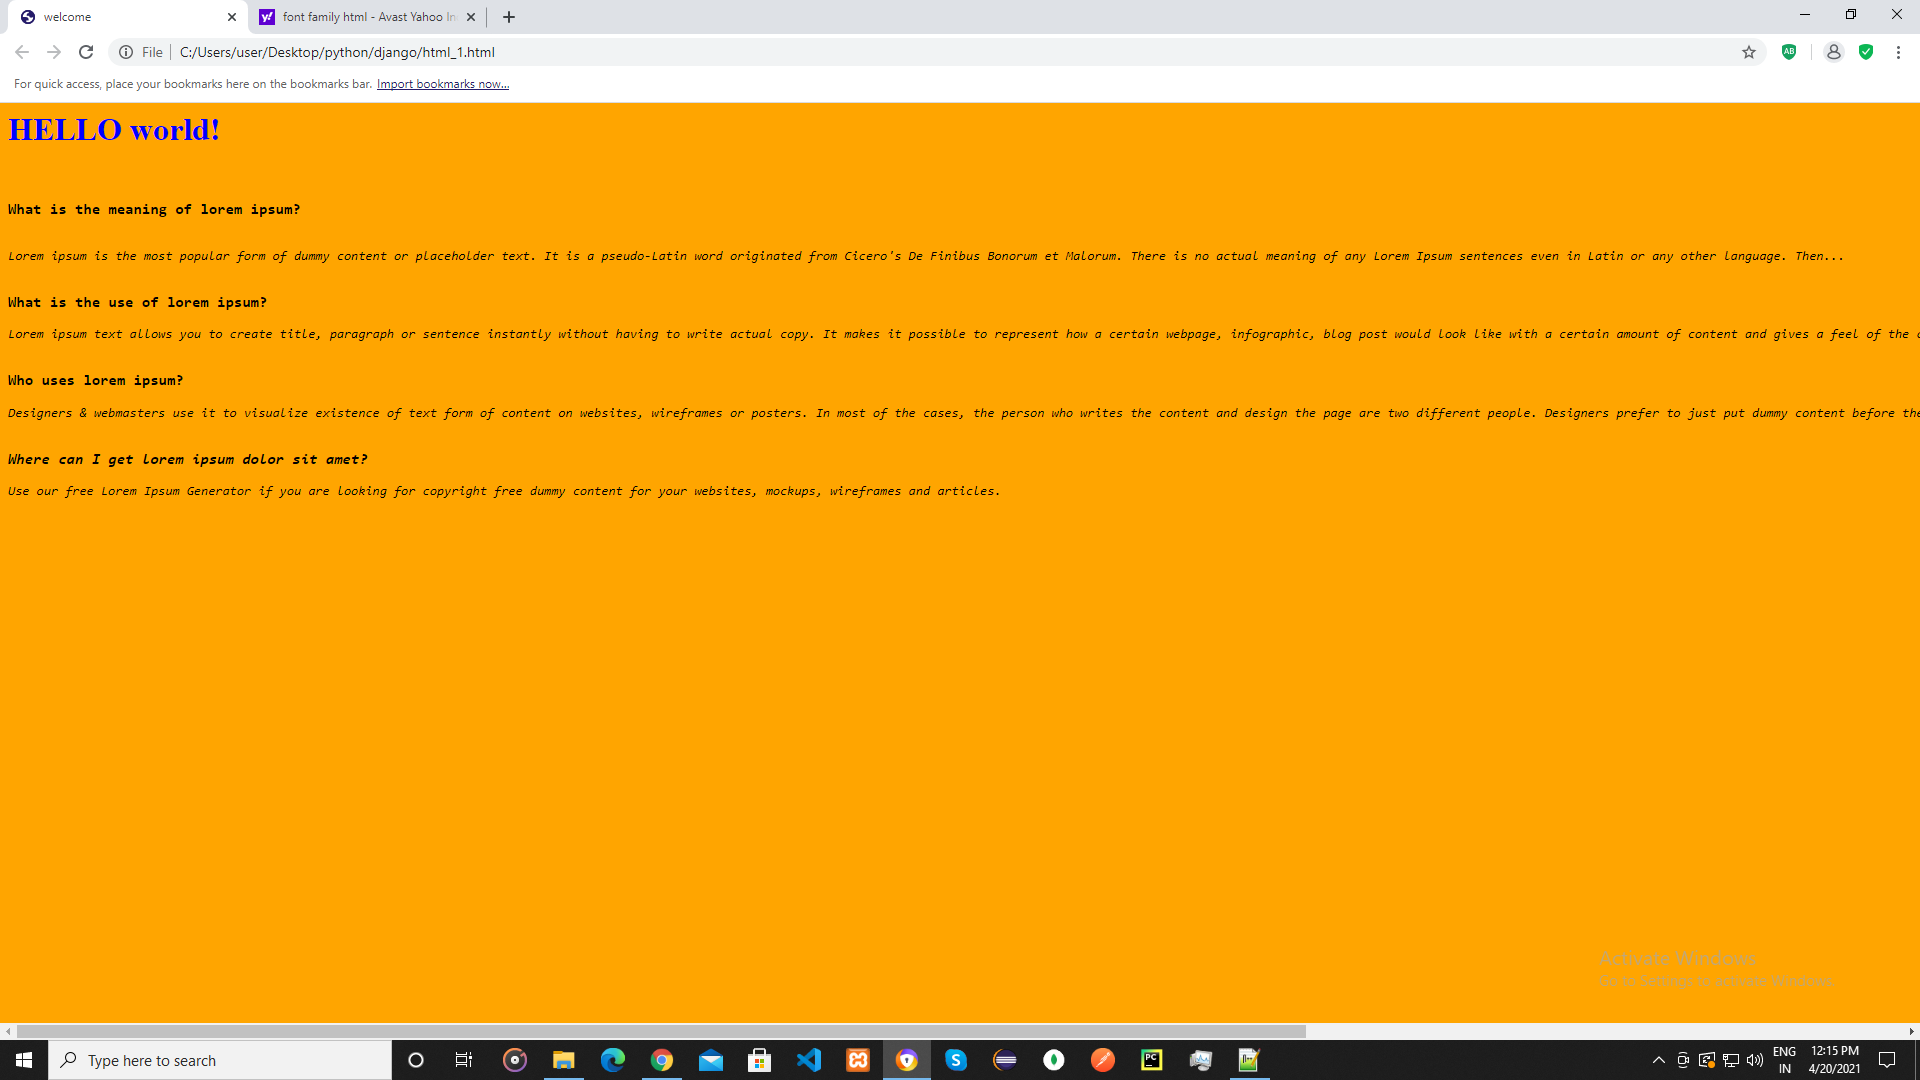 welcome
font family html - Avast Yahoo In
File
C:/Users/user/Desktop/python/django/html_1.html
For quick access, place your bookmarks here on the bookmarks bar. Import bookmarks now...
HELLO world!
What is the meaning of lorem ipsum?
Lorem ipsum is the most popular form of dummy content or placeholder text. It is a pseudo-Latin word originated from Cicero's De Finibus Bonorum et Malorum. There is no actual meaning of any Lorem Ipsum sentences even in Latin or any other language. Then...
What is the use of lorem ipsum?
Lorem ipsum text allows you to create title, paragraph or sentence instantly without having to write actual copy. It makes it possible to represent how a certain webpage, infographic, blog post would look like with a certain amount of content and gives a feel of the
Who uses lorem ipsum?
Designers & webmasters use it to visualize existence of text form of content on websites, wireframes or posters. In most of the cases, the person who writes the content and design the page are two different people. Designers prefer to just put dummy content before the
Where can I get lorem ipsum dolor sit amet?
Use our free Lorem Ipsum Generator if you are looking for copyright free dummy content for your websites, mockups, wireframes and articles.
Activate Windows
Go to Settings to activate Windows.
Type here to search
ENG
IN
12:15 PM
4/20/2021